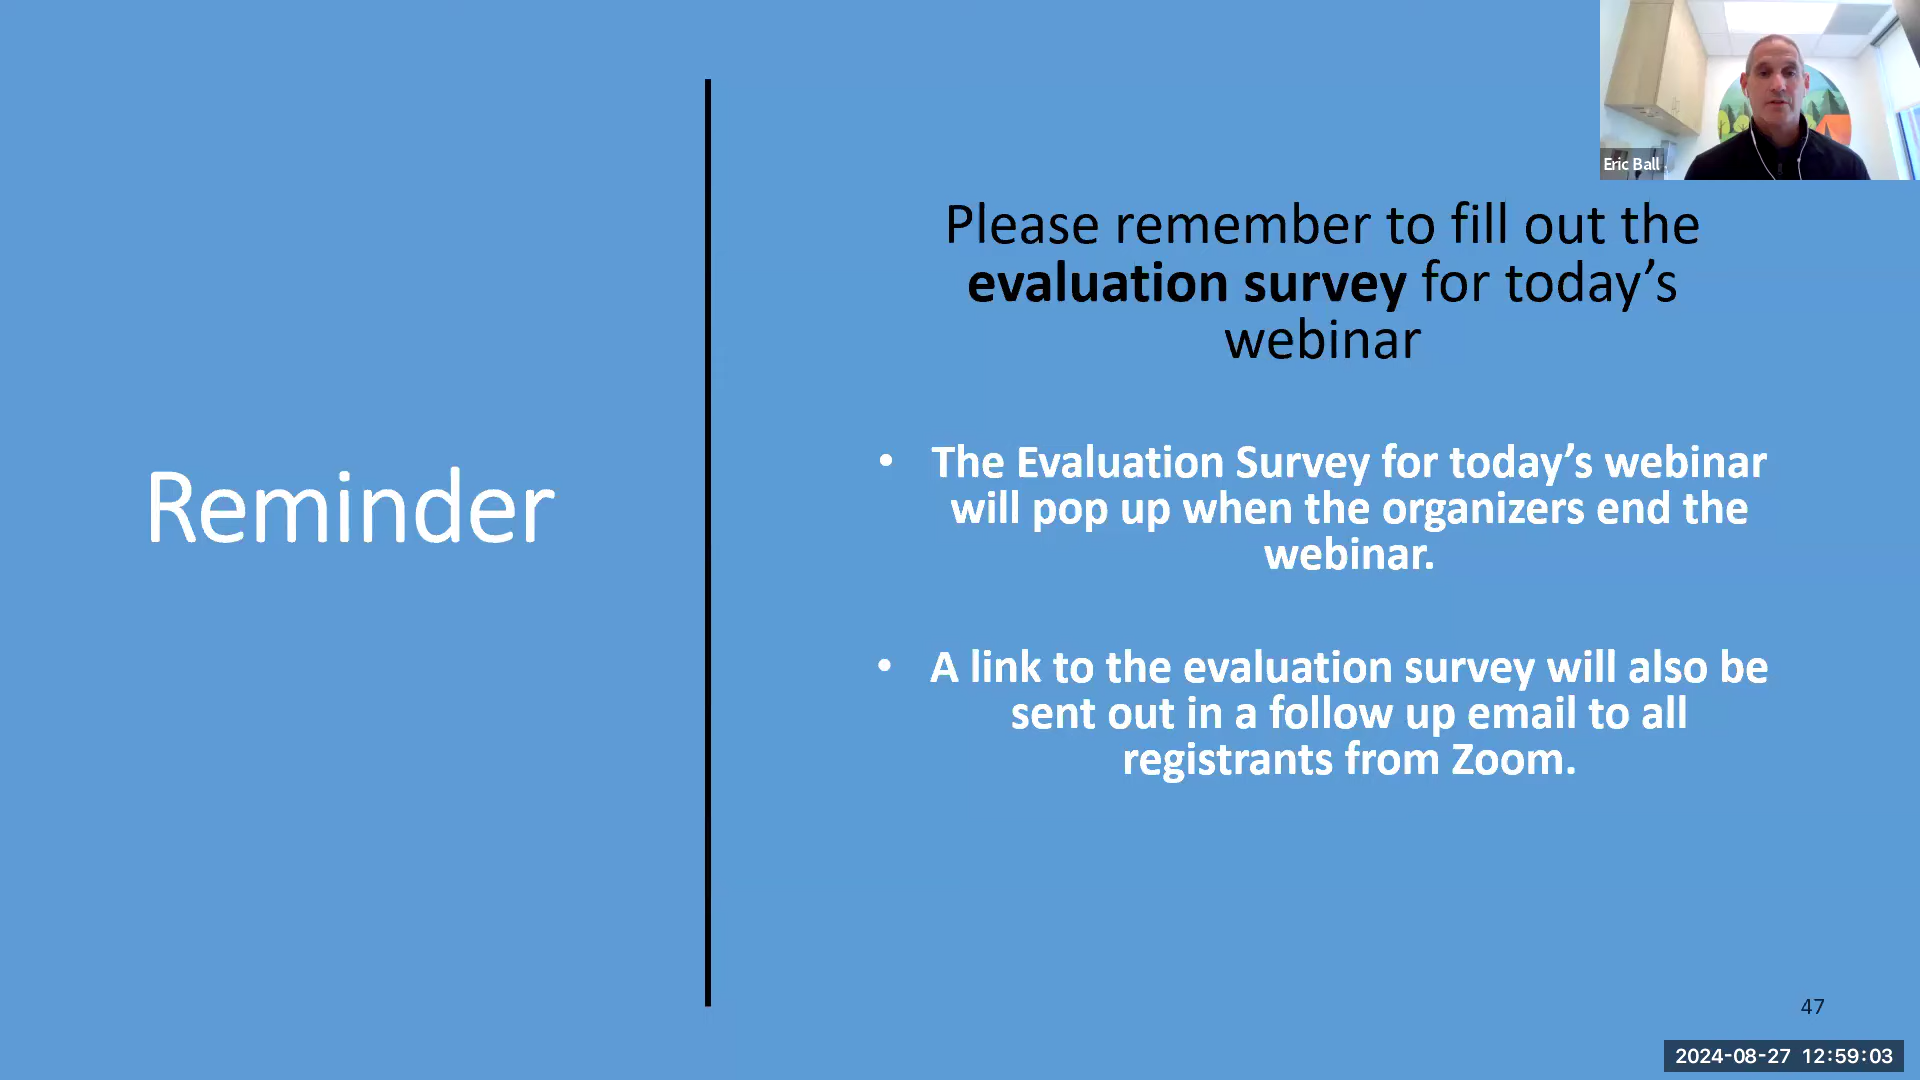 Eric Ball
Reminder
Please remember to fill out the
evaluation survey for today’s
webinar
• The Evaluation Survey for today’s webinar
will pop up when the organizers end the
webinar.
• A link to the evaluation survey will also be
sent out in a follow up email to all
registrants from Zoom.
47
2024-08-27 12:59:03